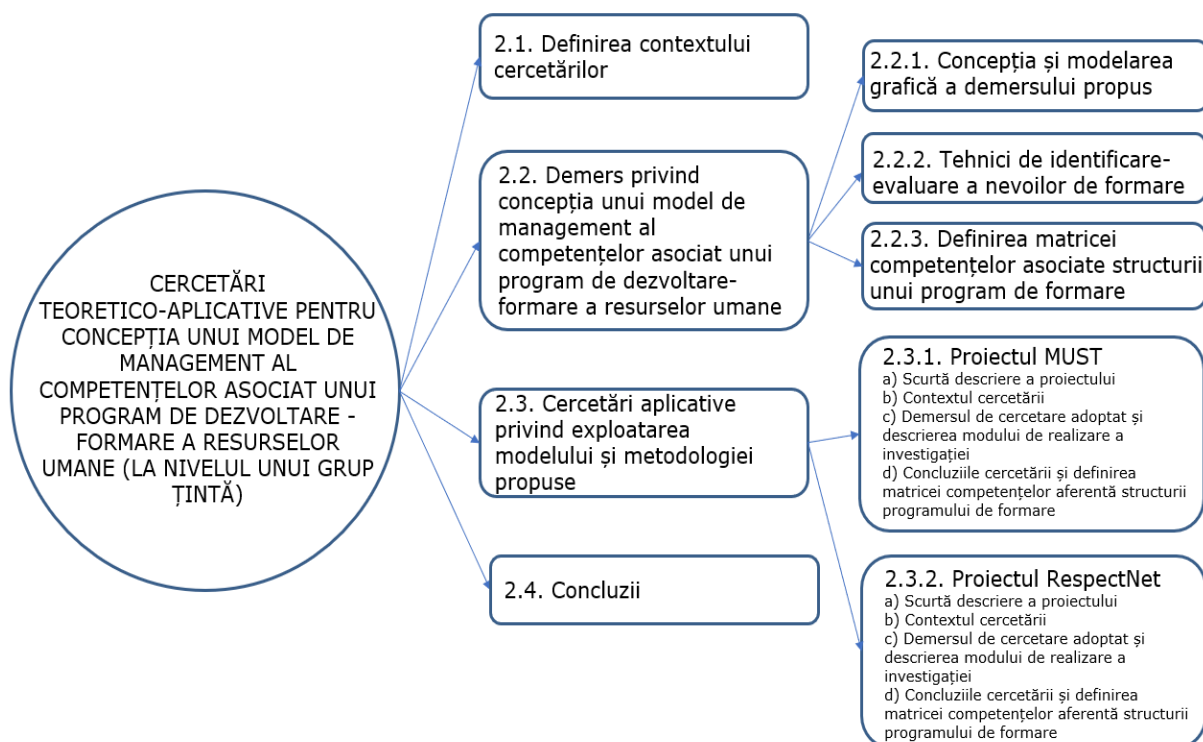 CERCETĂRI
TEORETICO-APLICATIVE PENTRU
CONCEPȚIA UNUI MODEL DE
MANAGEMENT AL
COMPETENȚELOR ASOCIAT UNUI
PROGRAM DE DEZVOLTARE -
FORMARE A RESURSELOR
UMANE (LA NIVELUL UNUI GRUP
ȚINTĂ)
2.1. Definirea contextului
cercetărilor
2.2. Demers privind
concepția unui model de
management al
competențelor asociat unui
program de dezvoltare-
formare a resurselor umane
2.2.1. Concepția și modelarea
grafică a demersului propus
2.2.2. Tehnici de identificare-
evaluare a nevoilor de formare
2.2.3. Definirea matricei
competențelor asociate structurii
unui program de formare
2.3. Cercetări aplicative
privind exploatarea
modelului și metodologiei
propuse
2.3.1. Proiectul MUST
a) Scurtă descriere a proiectului
b) Contextul cercetării
c) Demersul de cercetare adoptat și
descrierea modului de realizare a
investigației
d) Concluziile cercetării și definirea
matricei competențelor aferentă structurii
programului de formare
2.3.2. Proiectul RespectNet
a) Scurtă descriere a proiectului
b) Contextul cercetării
c) Demersul de cercetare adoptat și
descrierea modului de realizare a
investigației
d) Concluziile cercetării și definirea
matricei competențelor aferentă structurii
programului de formare
2.4. Concluzii